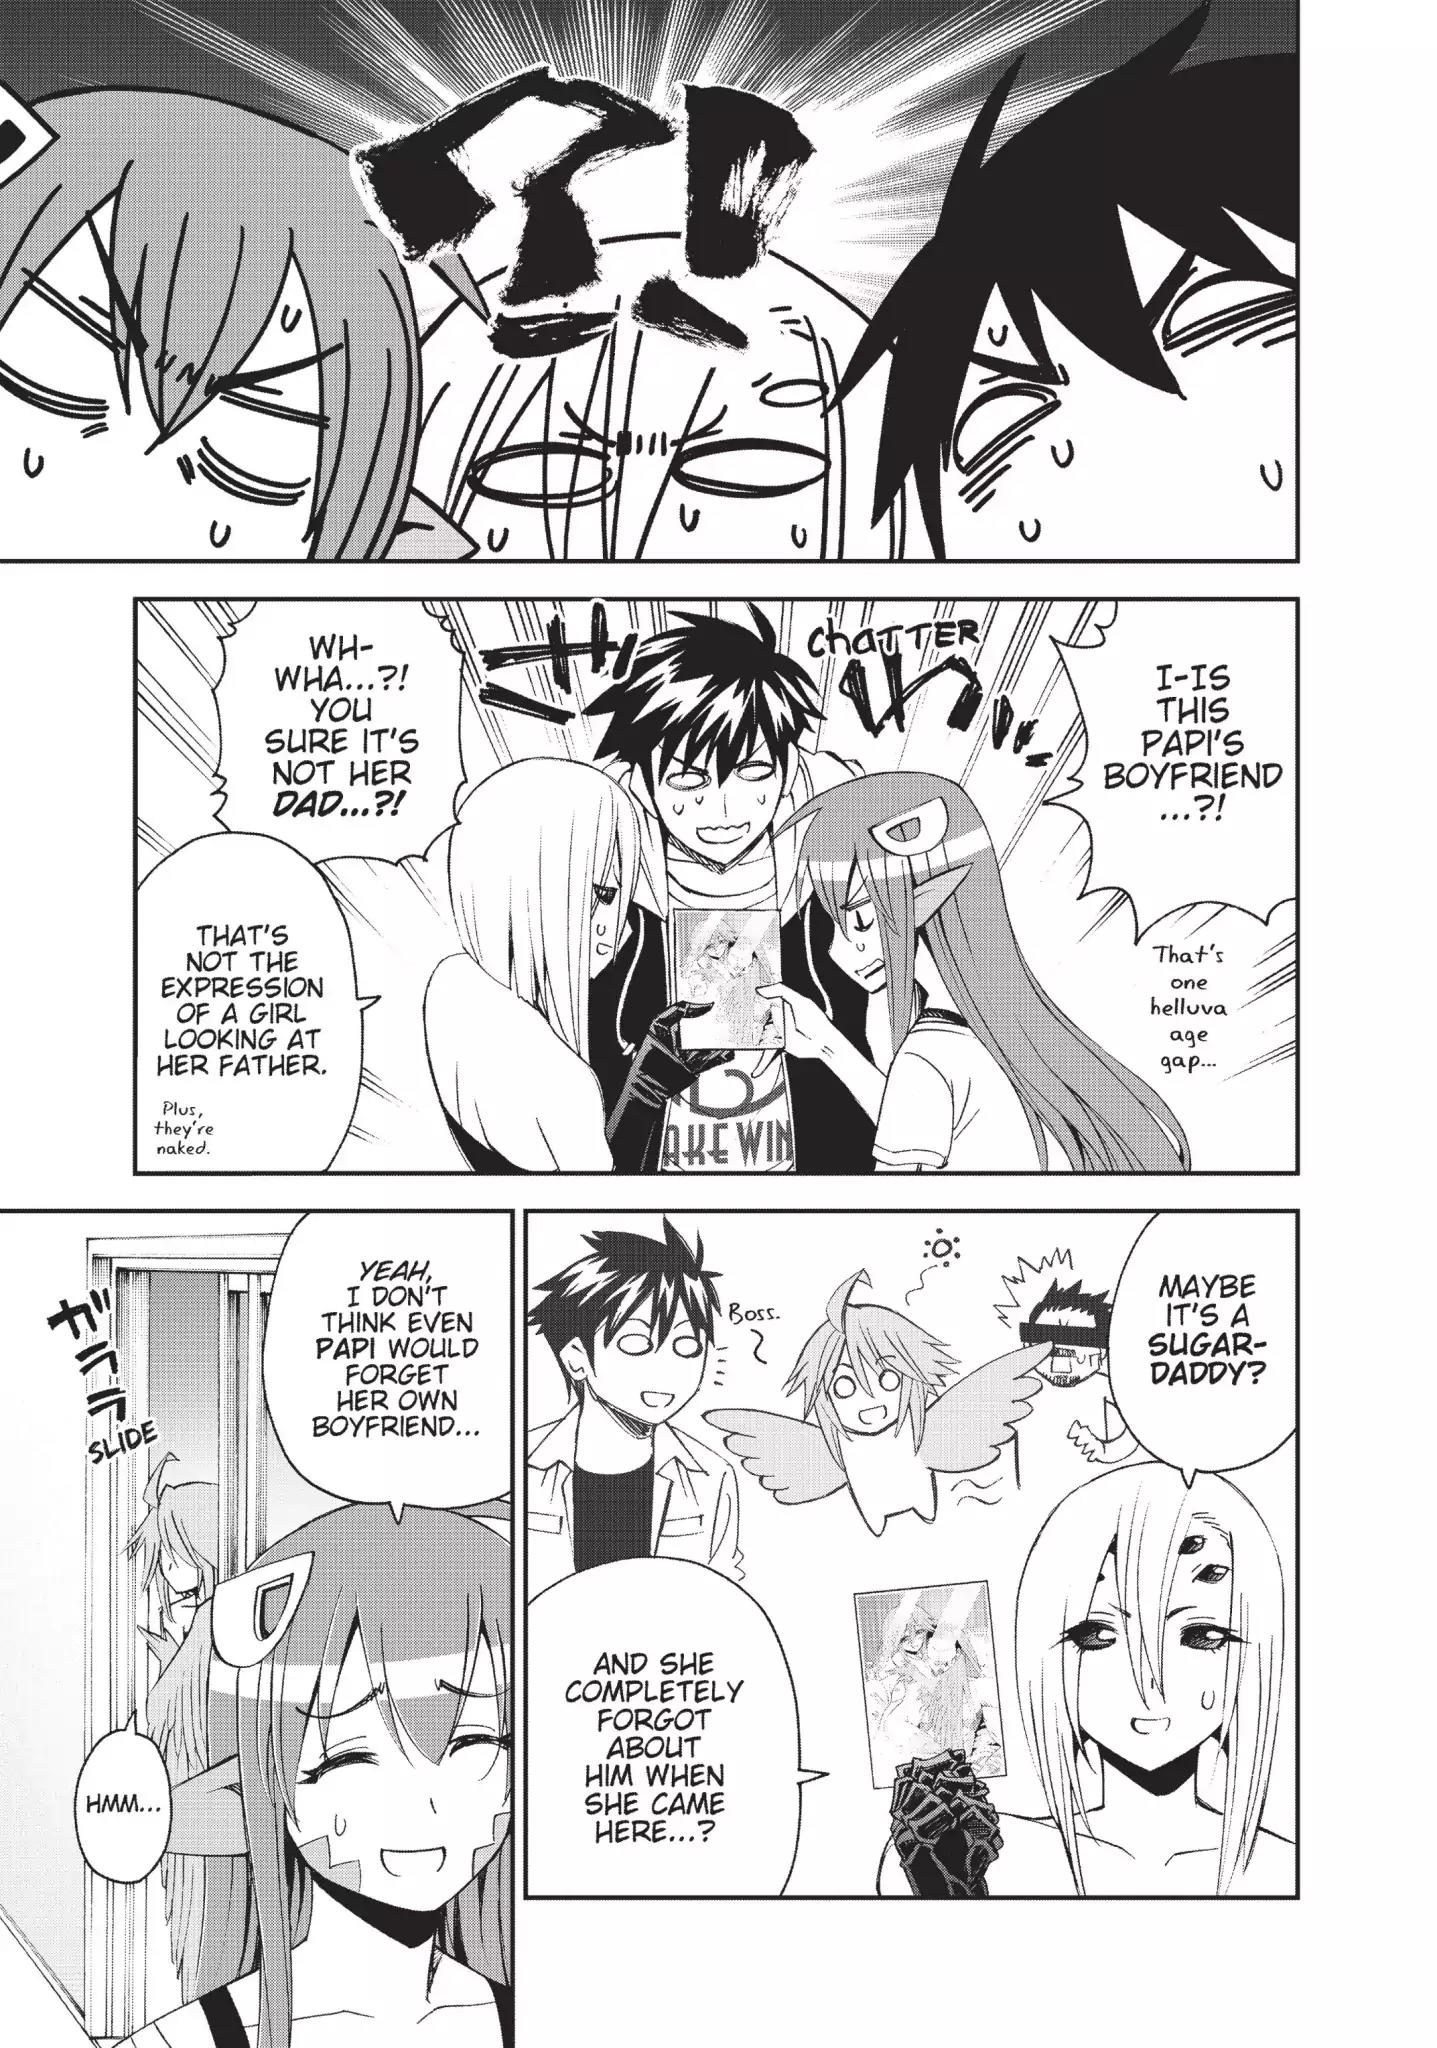 ?!
I-IS
THIS
PAPI'S
BOYFRIEND
...?!
That's
one
helluva
age
gap...
CHATTER
WH-
WHA...?!
YOU
SURE IT'S
NOT HER
DAD...?!
THAT'S
NOT THE
EXPRESSION
OF A GIRL
LOOKING AT
HER FATHER.
Plus,
they're
naked.
AKE WIN
MAYBE
IT'S A
SUGAR-
DADDY?
Boss.
AND SHE
COMPLETELY
FORGOT
ABOUT
HIM WHEN
SHE CAME
HERE...?
YEAH,
I DON'T
THINK EVEN
PAPI WOULD
FORGET
HER OWN
BOYFRIEND...
ガララ
SLIDE
HMM...